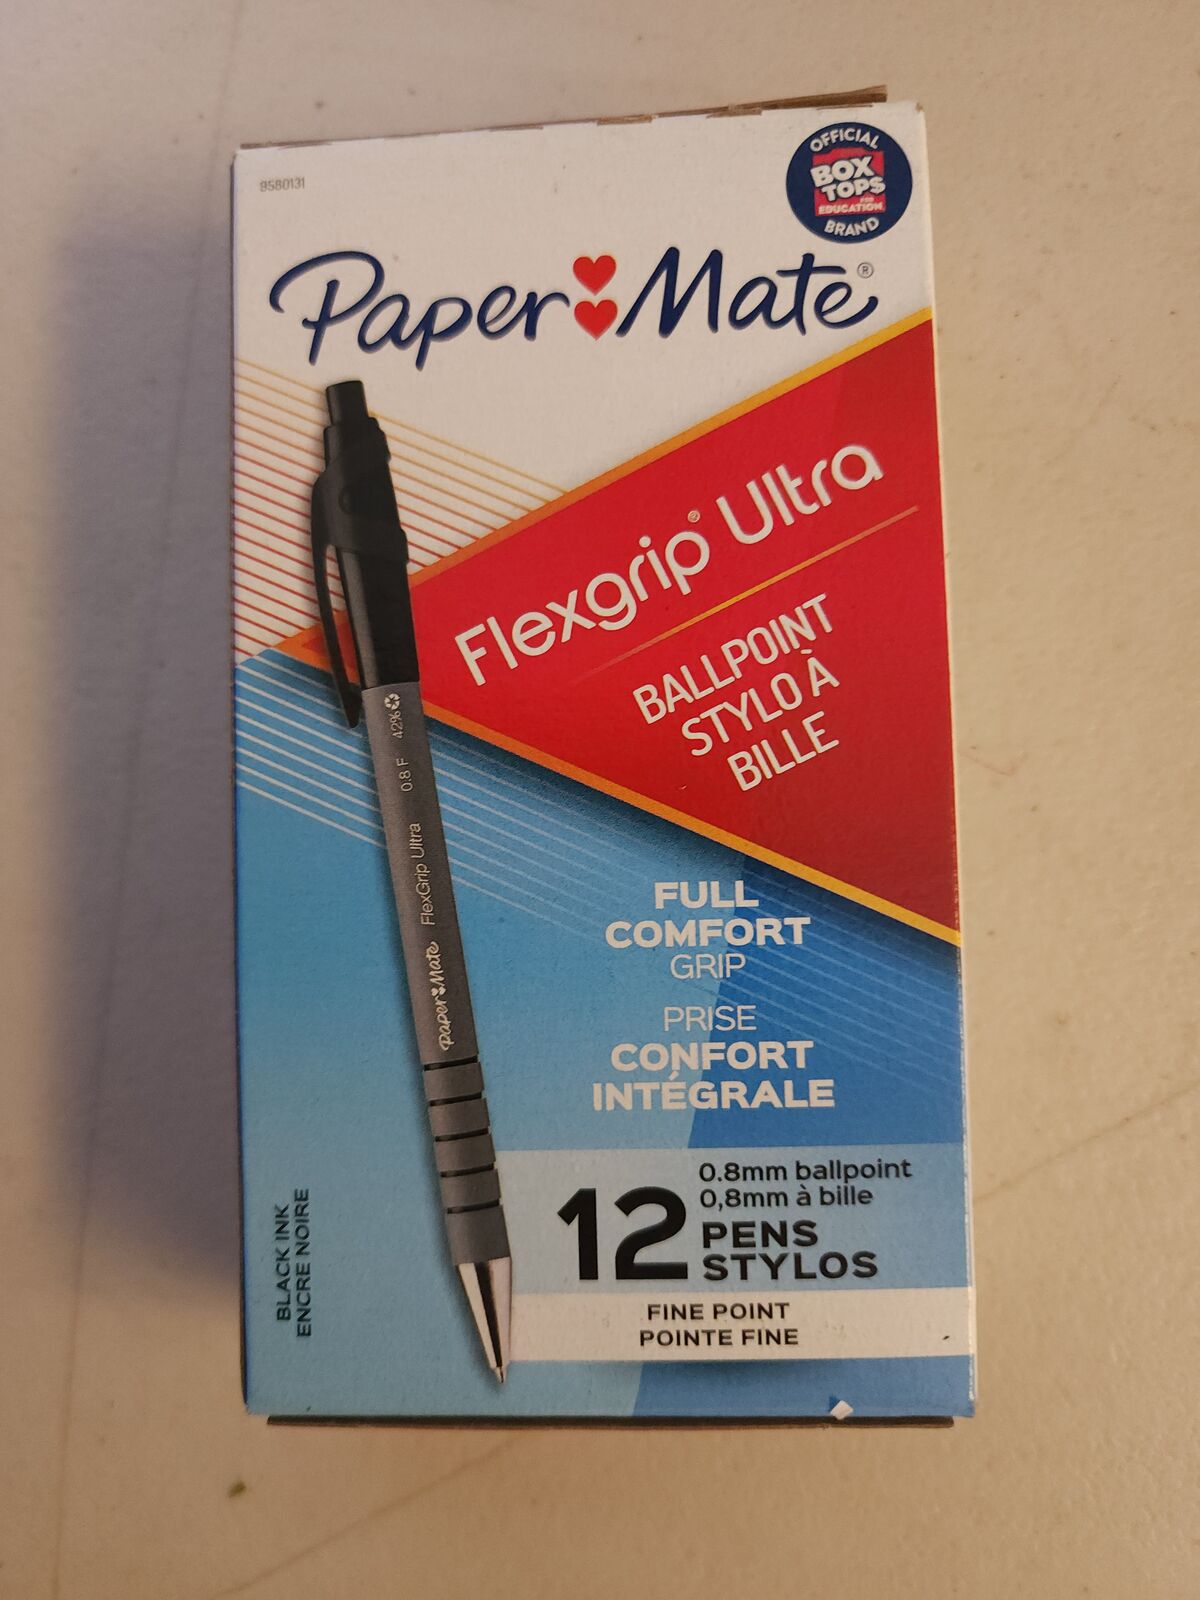 9580131
OFFICIAL
BOX
TOPS
FOR
EDUCATION
BRAND
Paper Mate®
Flexgrip® Ultra
BALLPOINT
STYLO À
BILLE
42%
0.8 F
FlexGrip Ultra
Paper Mate
FULL
COMFORT
GRIP
PRISE
CONFORT
INTÉGRALE
BLACK INK
ENCRE NOIRE
12
0.8mm ballpoint
0,8mm à bille
PENS
STYLOS
FINE POINT
POINTE FINE